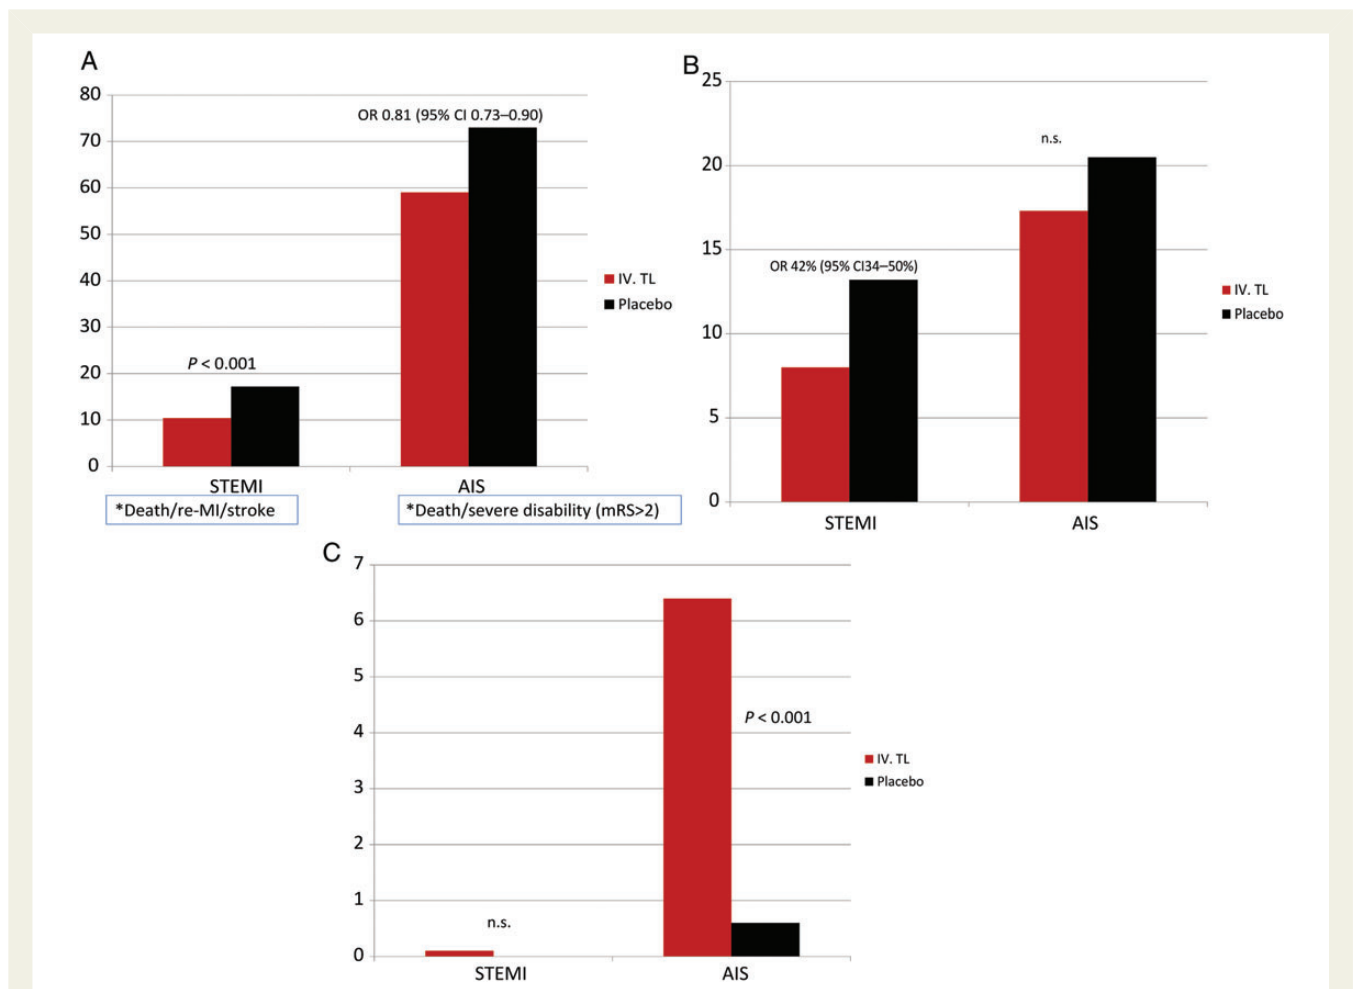 A
80
70
60
50
40
30
20
10
0
OR 0.81 (95% CI 0.73–0.90)
P < 0.001
STEMI
AIS
*Death/re-MI/stroke
*Death/severe disability (mRS>2)
IV. TL
Placebo
B
25
20
15
10
5
0
n.s.
OR 42% (95% CI34–50%)
STEMI
AIS
IV. TL
Placebo
C
7
6
5
4
3
2
1
0
P < 0.001
n.s.
STEMI
AIS
IV. TL
Placebo